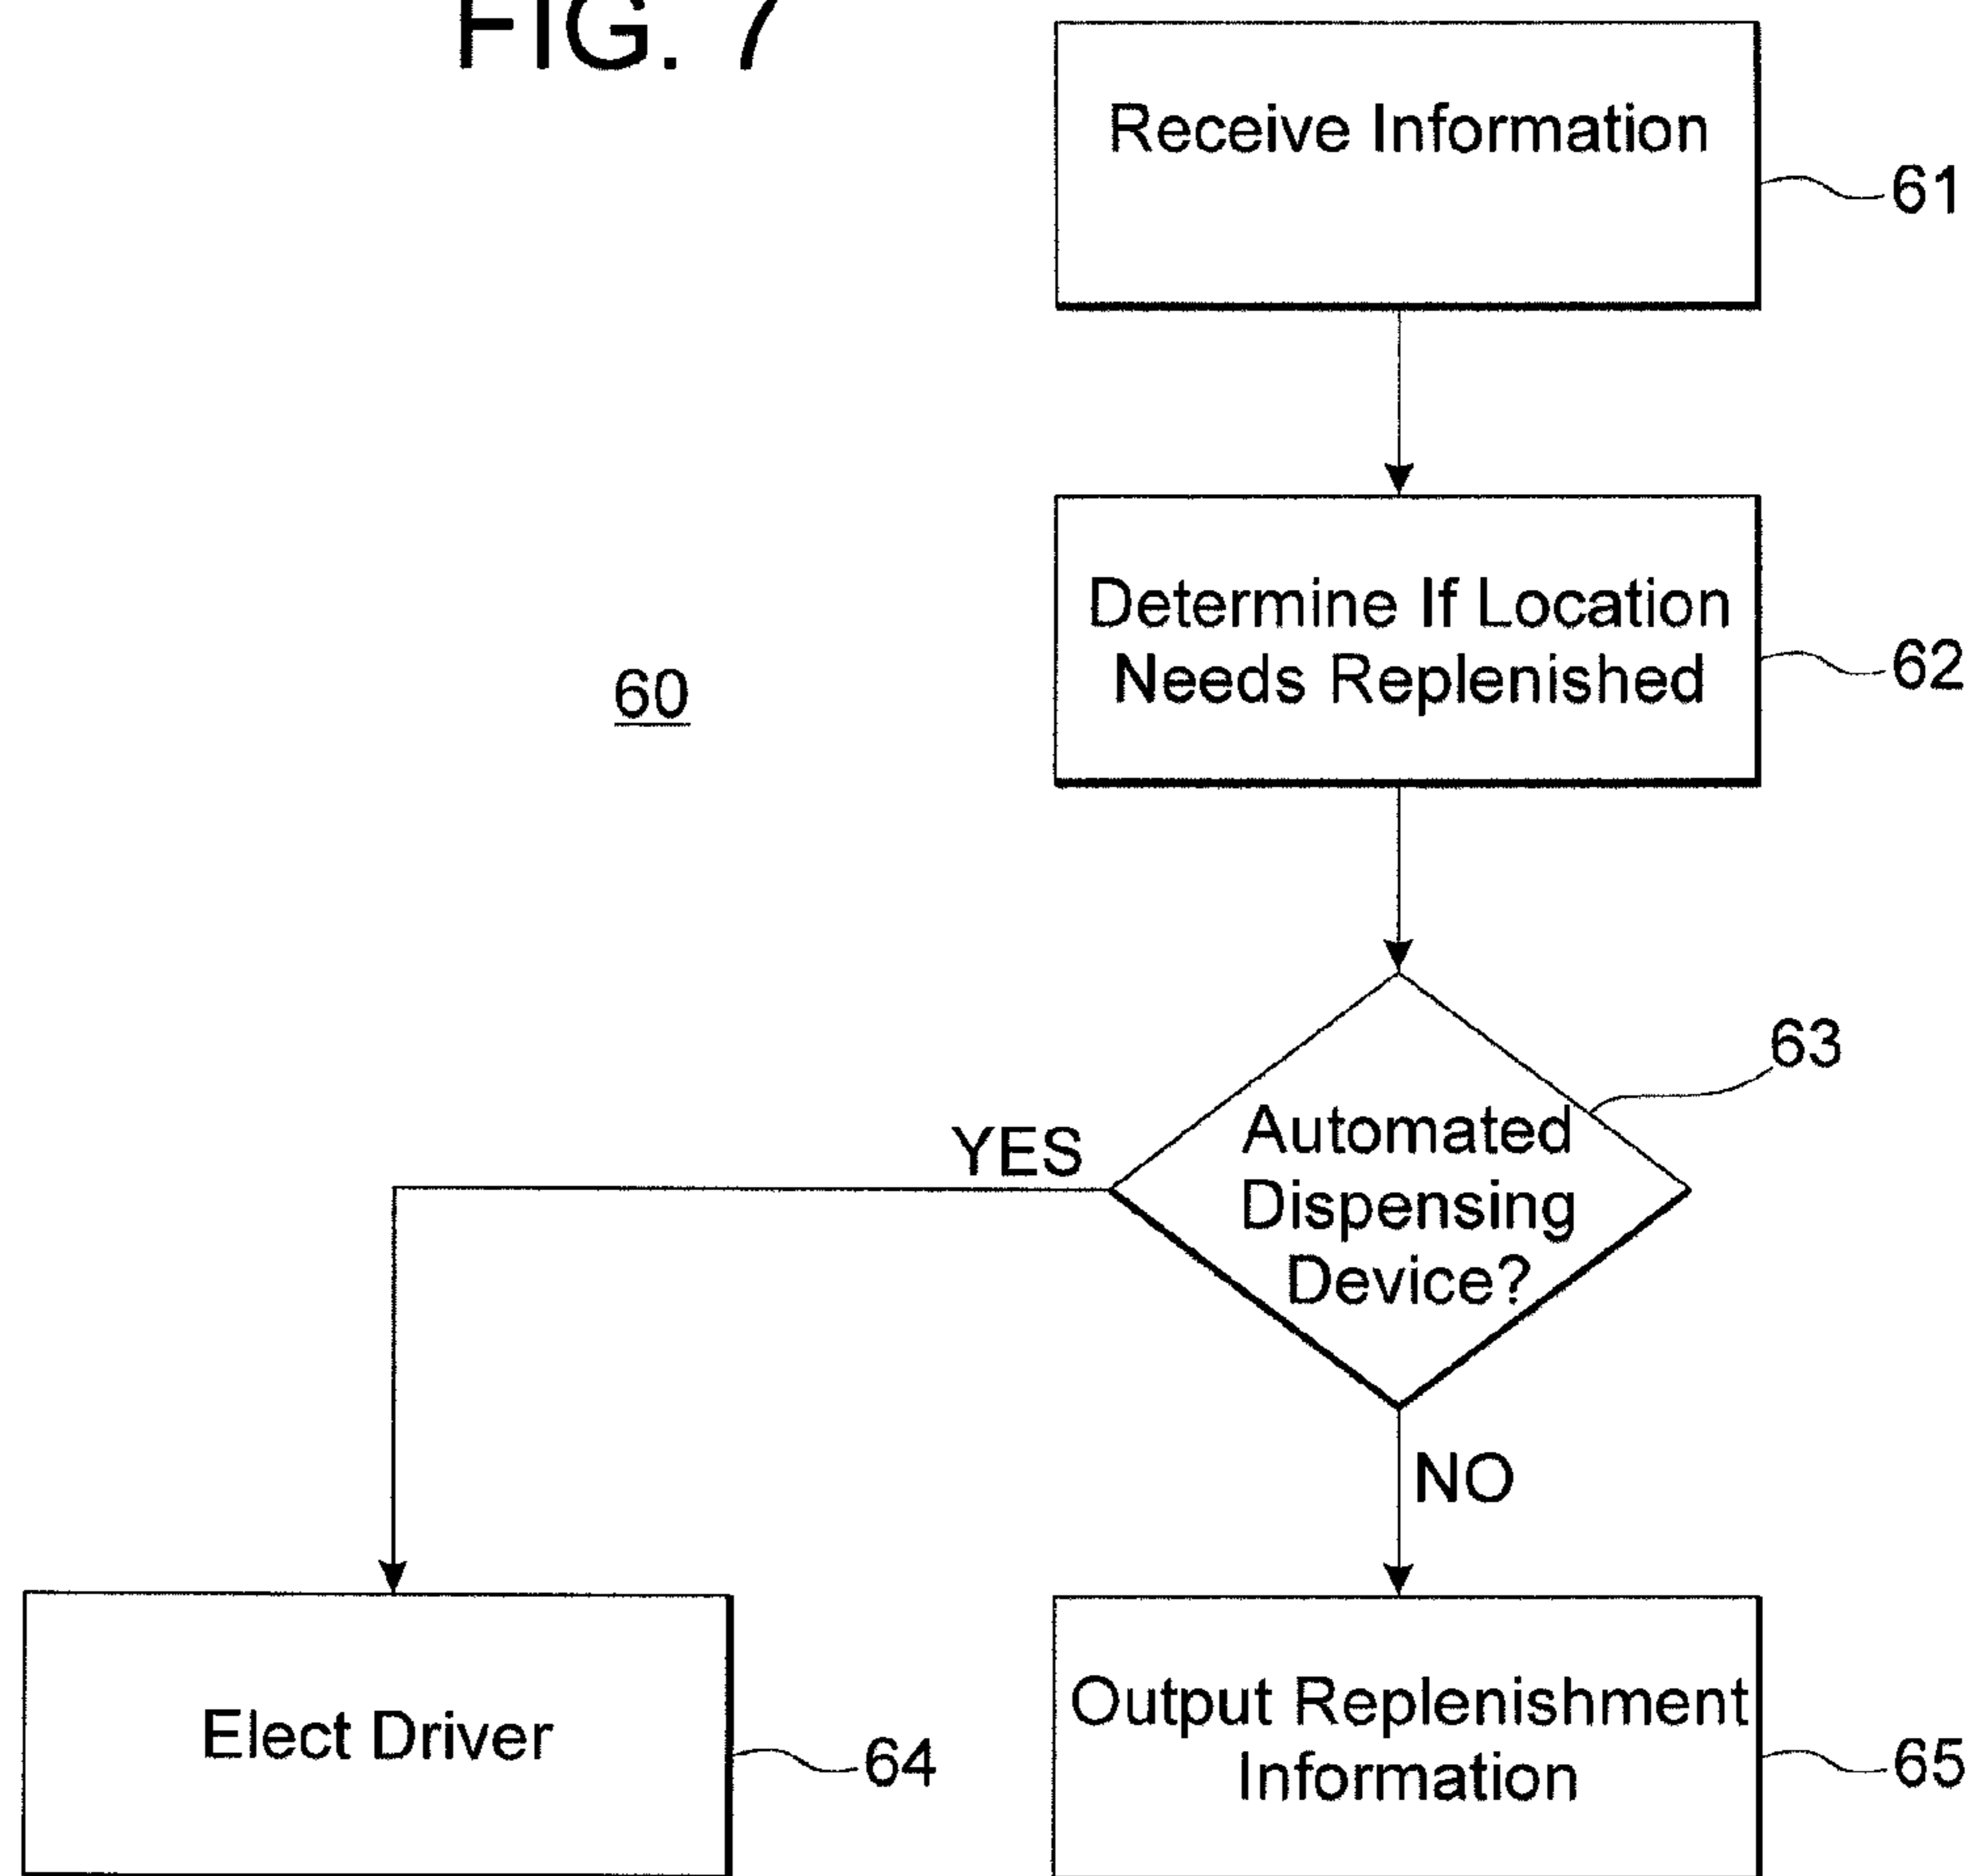 FIG. 7
Receive Information
61
Determine If Location
Needs Replenished
62
60
63
Automated
Dispensing
Device?
YES
NO
Elect Driver
64
Output Replenishment
Information
65